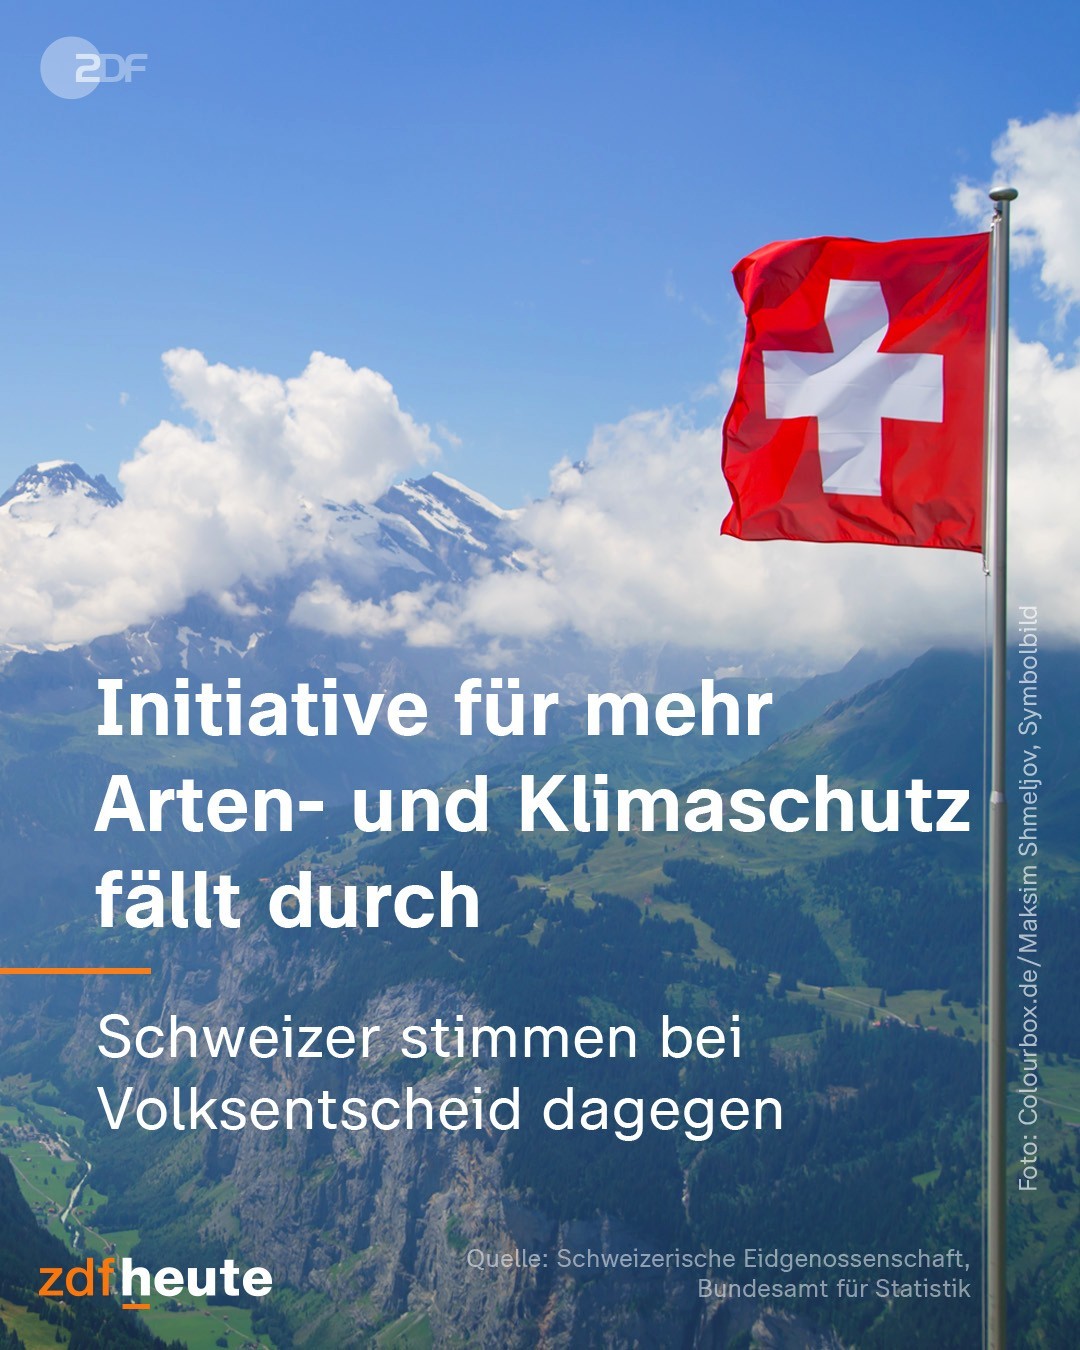 ZDF
Initiative für mehr
Arten- und Klimaschutz
fällt durch
Schweizer stimmen bei
Volksentscheid dagegen
zdfheute
Quelle: Schweizerische Eidgenossenschaft,
Bundesamt für Statistik
Foto: Colourbox.de/Maksim Shmeljov, Symbolbild